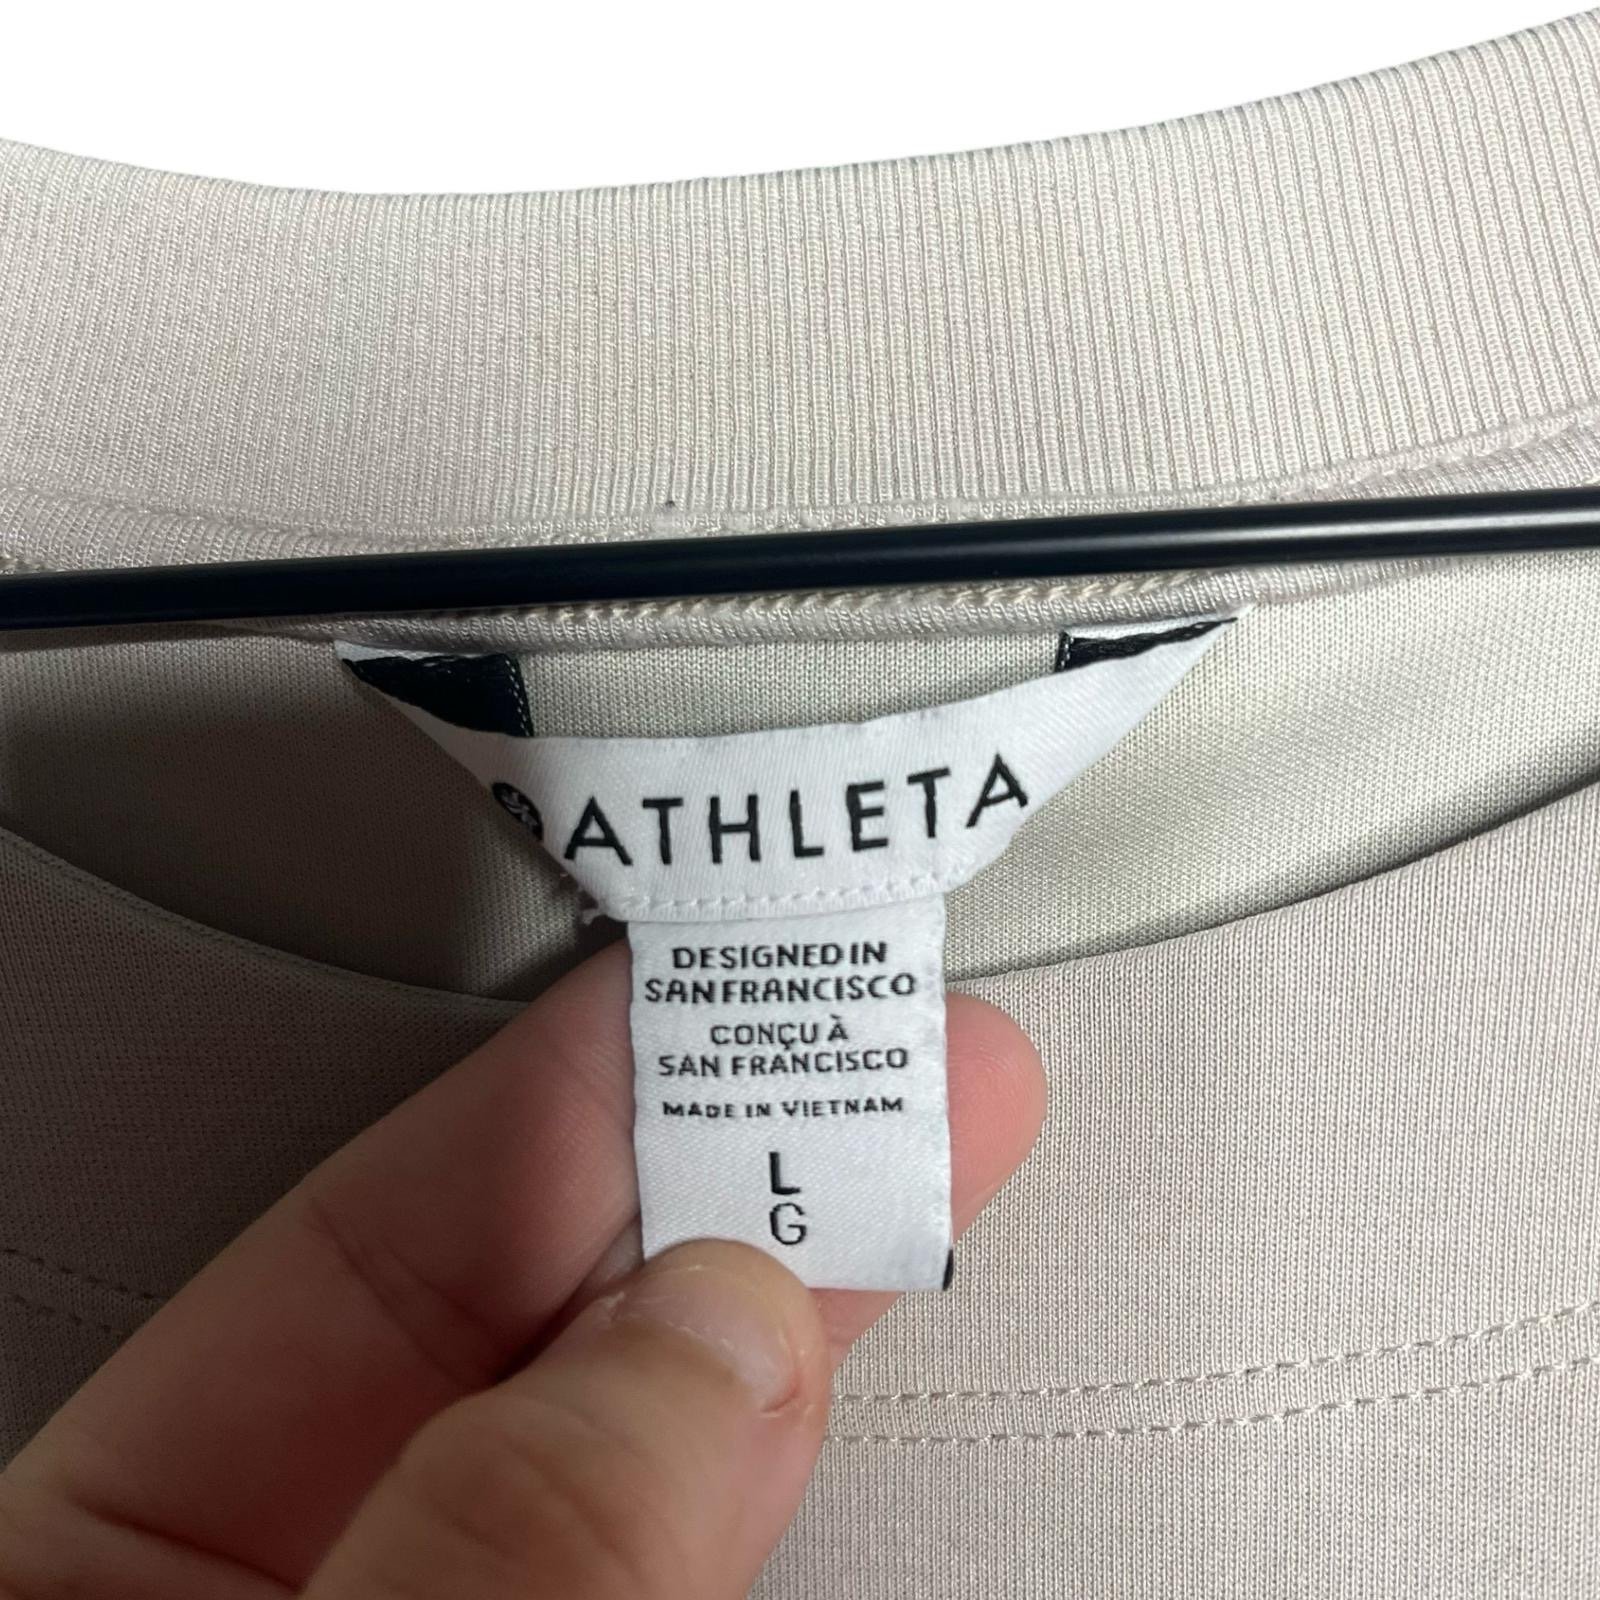 ATHLETA
DESIGNED IN
SAN FRANCISCO
CONÇU À
SAN FRANCISCO
MADE IN VIETNAM
L
G